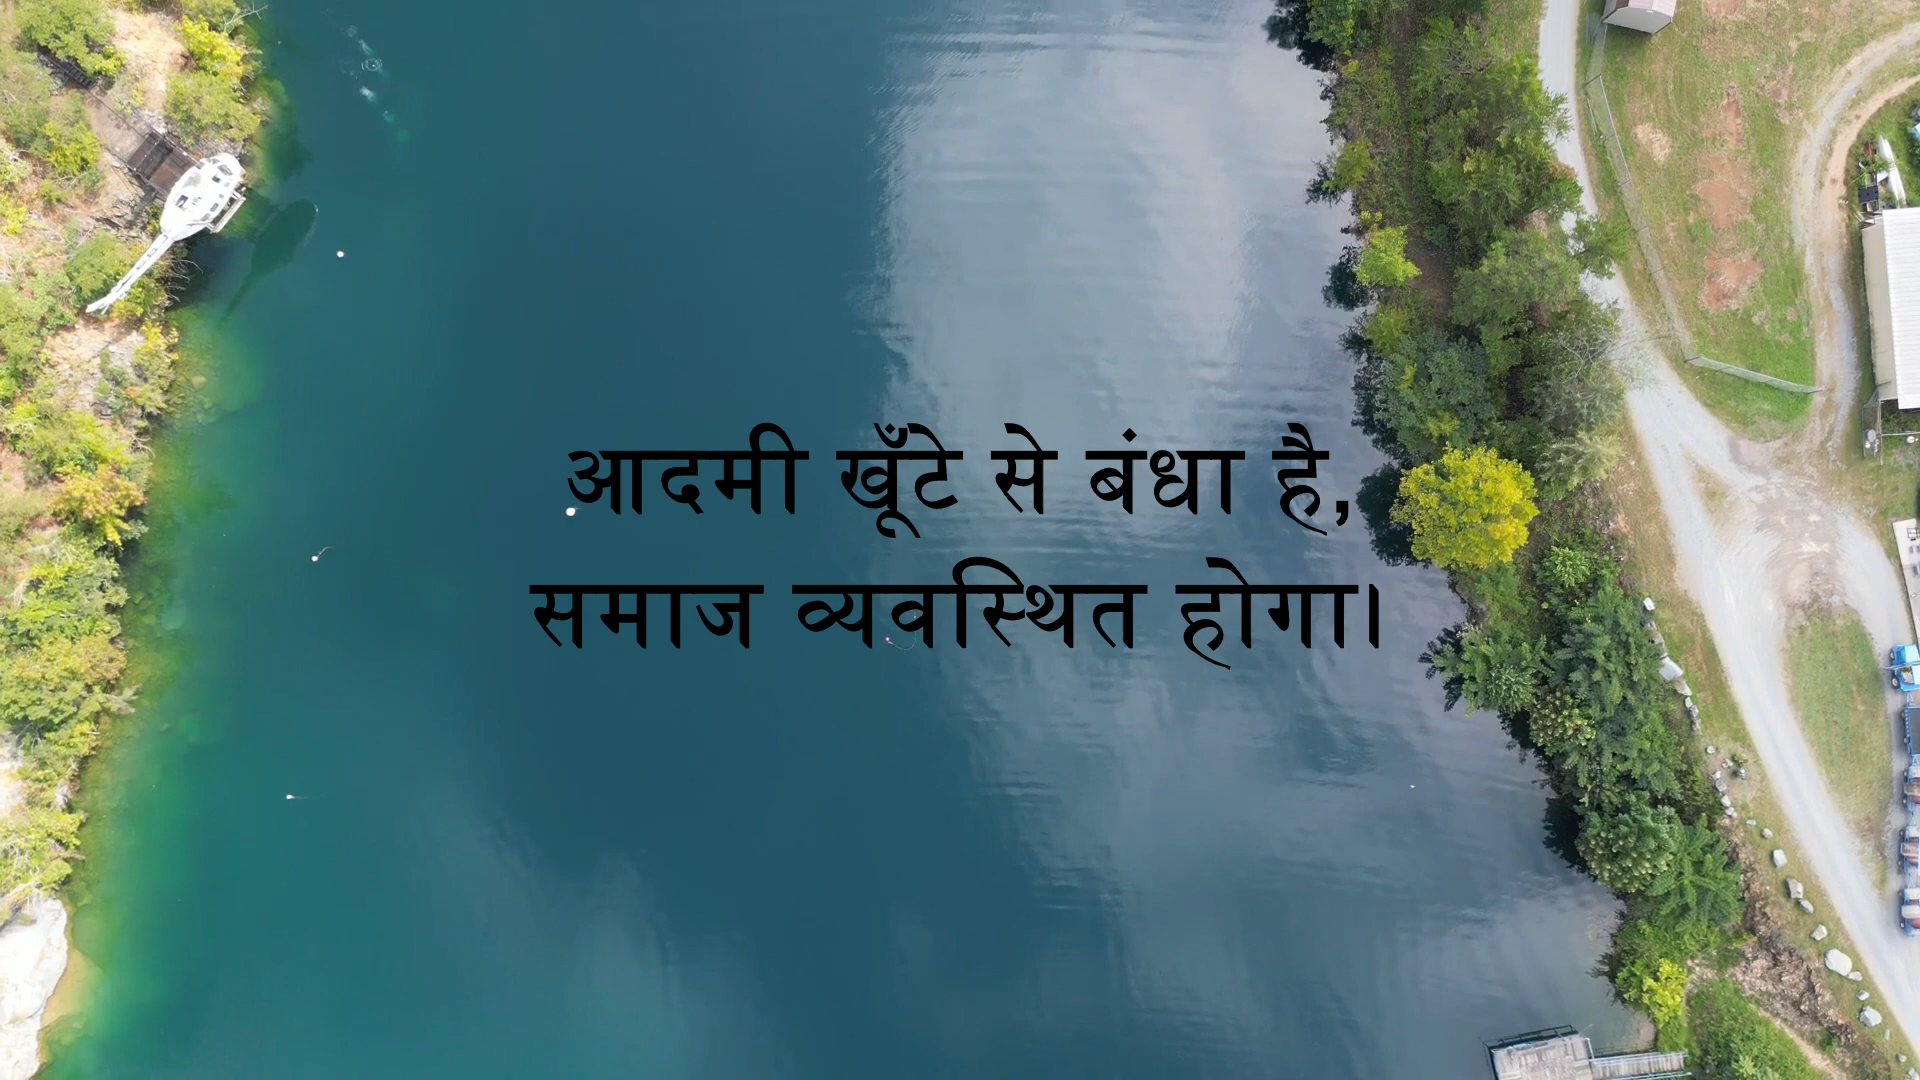 आदमी खूँटे से बंधा है,
समाज व्यवस्थित होगा।